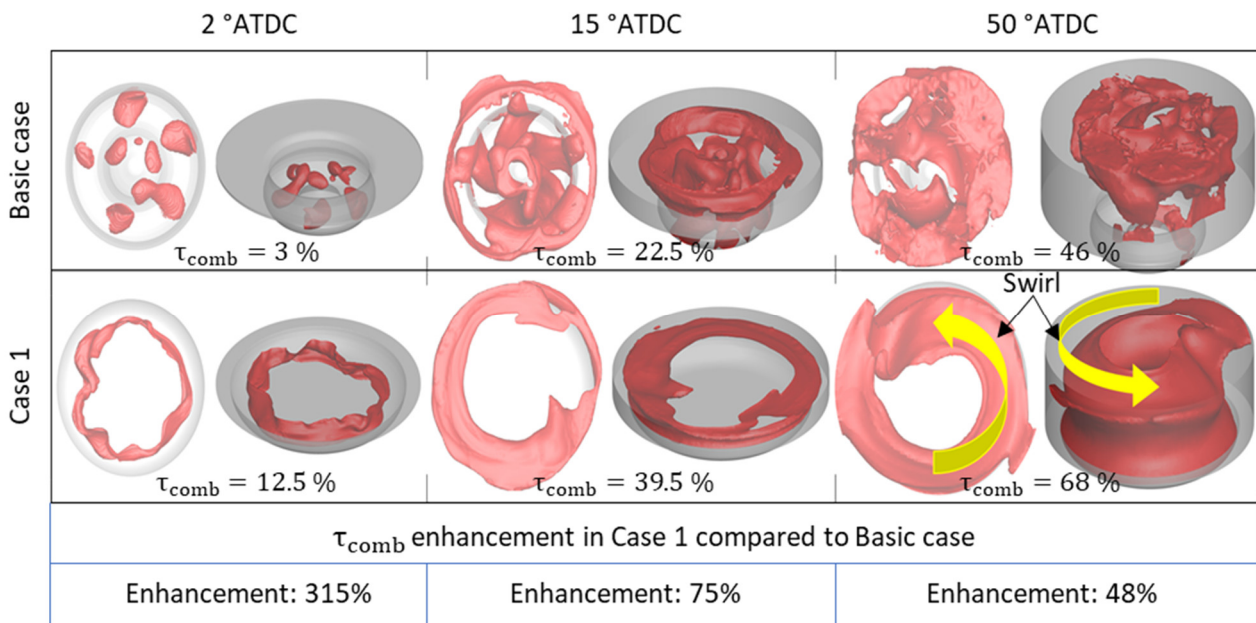 2 °ATDC
15 °ATDC
50 °ATDC
Basic case
τcomb = 3 %
τcomb = 22.5 %
τcomb = 46 %
Case 1
Swirl
τcomb = 12.5 %
τcomb = 39.5 %
τcomb = 68 %
τcomb enhancement in Case 1 compared to Basic case
Enhancement: 315%
Enhancement: 75%
Enhancement: 48%